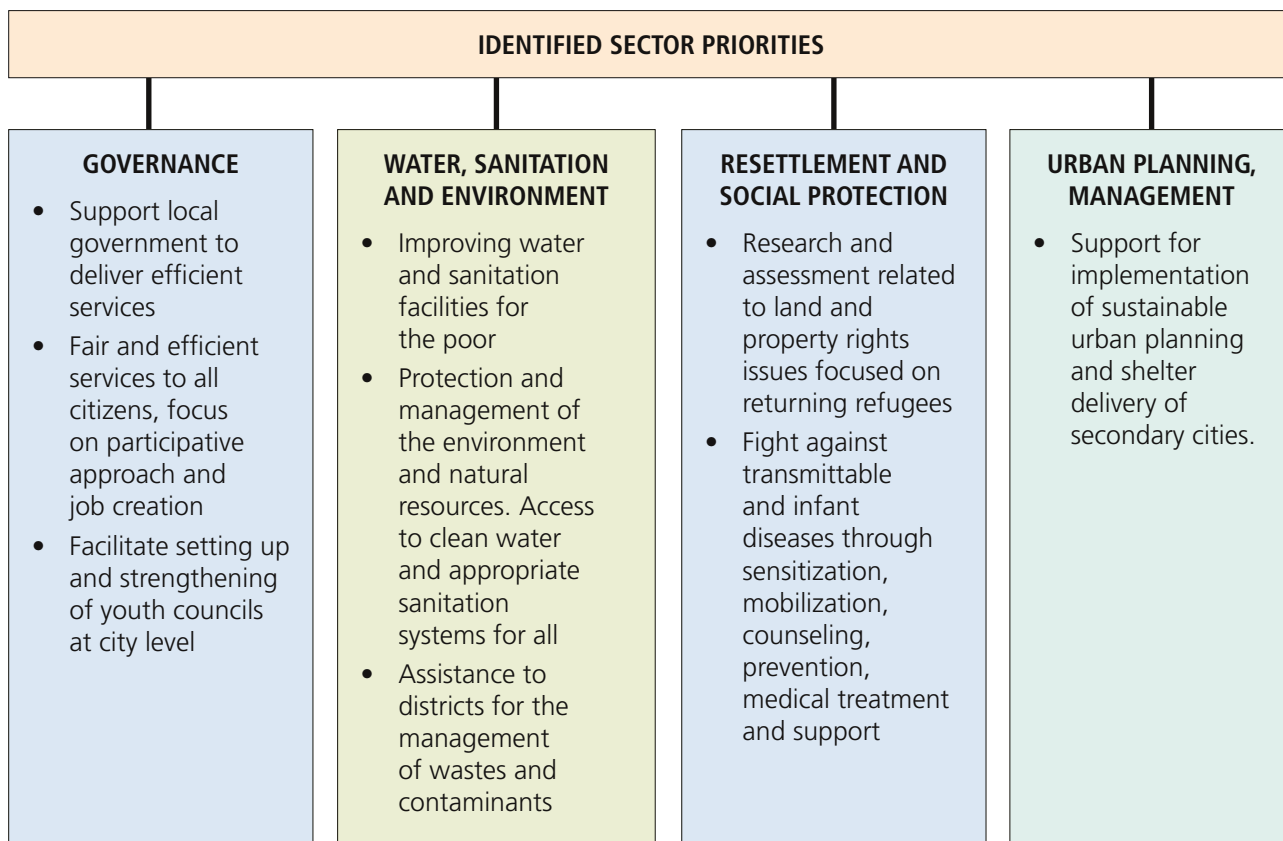 IDENTIFIED SECTOR PRIORITIES
GOVERNANCE
• Support local
government to
deliver efficient
services
• Fair and efficient
services to all
citizens, focus
on participative
approach and
job creation
• Facilitate setting up
and strengthening
of youth councils
at city level
WATER, SANITATION
AND ENVIRONMENT
• Improving water
and sanitation
facilities for
the poor
• Protection and
management of
the environment
and natural
resources. Access
to clean water
and appropriate
sanitation
systems for all
• Assistance to
districts for the
management
of wastes and
contaminants
RESETTLEMENT AND
SOCIAL PROTECTION
• Research and
assessment related
to land and
property rights
issues focused on
returning refugees
• Fight against
transmittable
and infant
diseases through
sensitization,
mobilization,
counseling,
prevention,
medical treatment
and support
URBAN PLANNING,
MANAGEMENT
• Support for
implementation
of sustainable
urban planning
and shelter
delivery of
secondary cities.